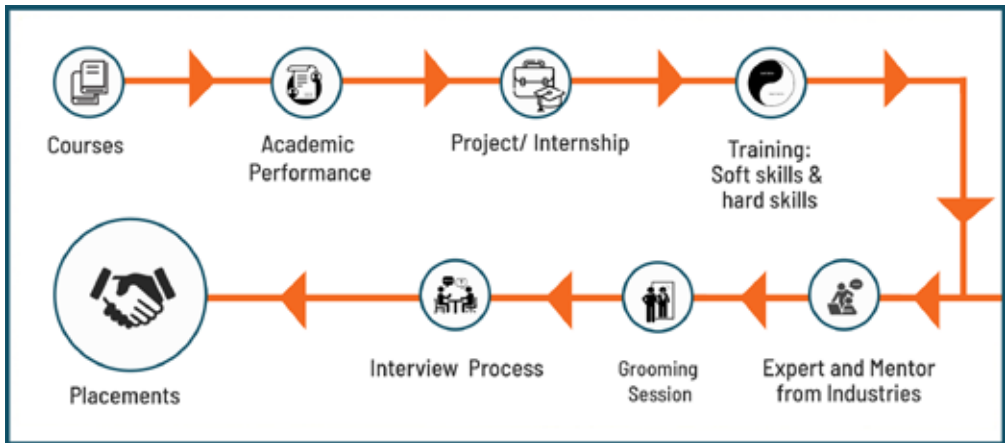 Courses
Academic
Performance
Project/ Internship
Training:
Soft skills &
hard skills
Expert and Mentor
from Industries
Grooming
Session
Interview Process
Placements